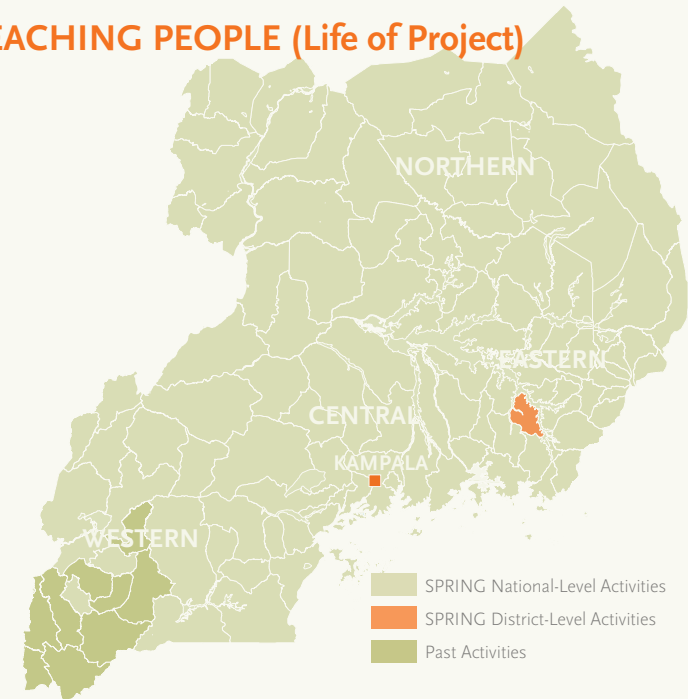 EACHING PEOPLE (Life of Project)
NORTHERN
EASTERN
CENTRAL
KAMPALA
WESTERN
SPRING National-Level Activities
SPRING District-Level Activities
Past Activities